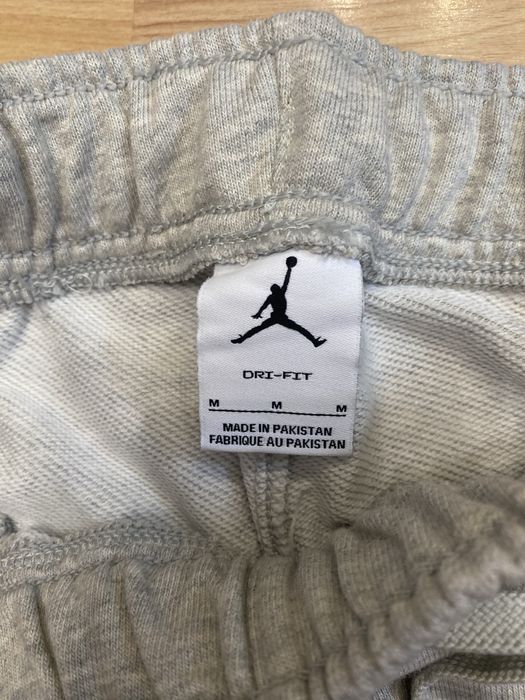 DRI-FIT
M M M
MADE IN PAKISTAN
FABRIQUE AU PAKISTAN